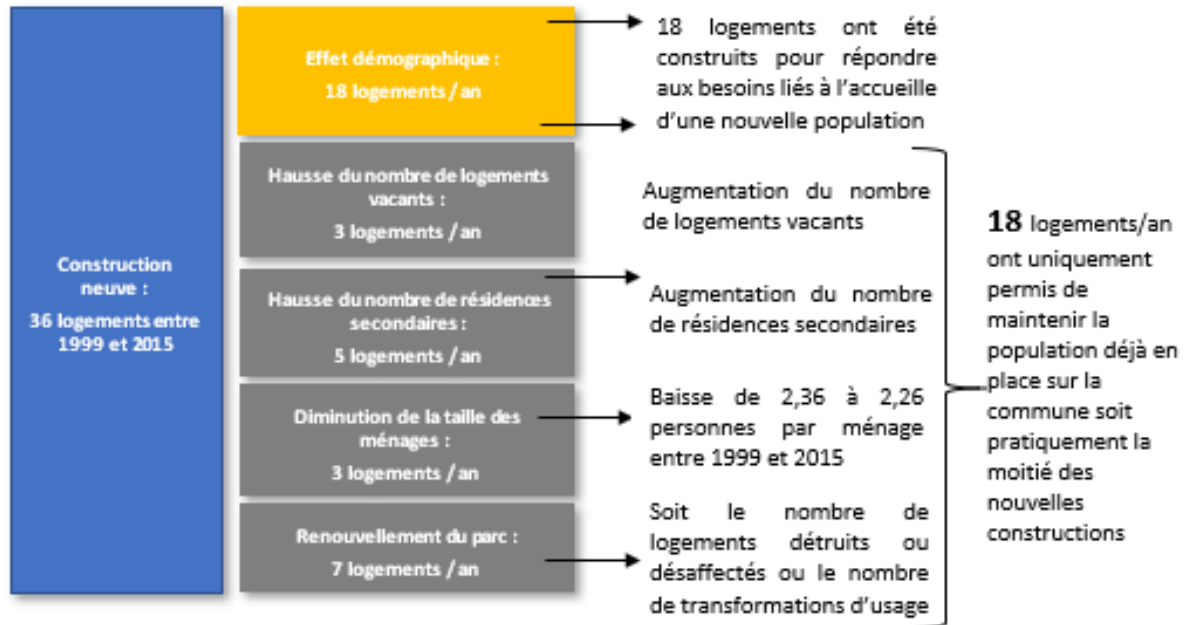 Construction
neuve :
36 logements entre
1999 et 2015
Effet démographique :
18 logements / an
18 logements ont été
construits pour répondre
aux besoins liés à l'accueille
d'une nouvelle population
Hausse du nombre de logements
vacants :
3 logements / an
Augmentation du nombre
de logements vacants
Hausse du nombre de résidences
secondaires :
5 logements / an
Augmentation du nombre
de résidences secondaires
Diminution de la taille des
ménages :
3 logements / an
Baisse de 2,36 à 2,26
personnes par ménage
entre 1999 et 2015
Renouvellement du parc :
7 logements / an
Soit le nombre de
logements détruits ou
désaffectés ou le nombre
de transformations d'usage
18 logements/an
ont uniquement
permis de
maintenir la
population déjà en
place sur la
commune soit
pratiquement la
moitié des
nouvelles
constructions